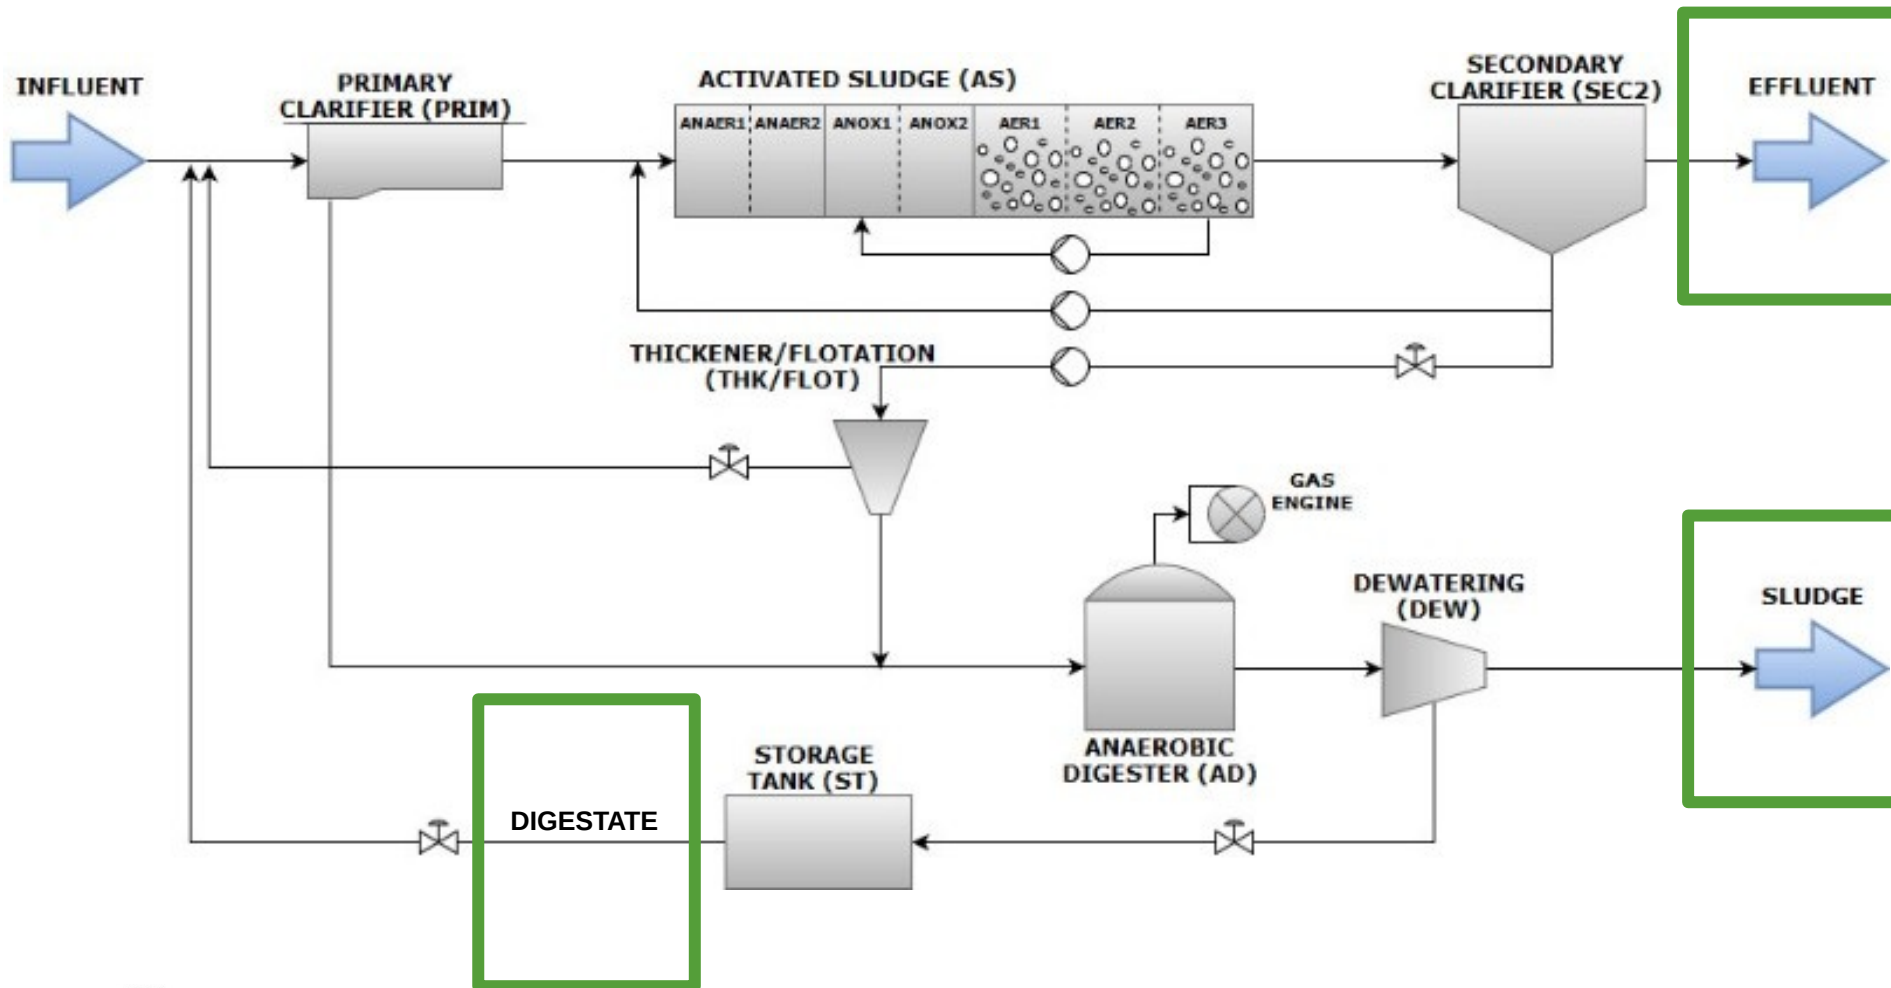 INFLUENT
PRIMARY
CLARIFIER (PRIM)
ACTIVATED SLUDGE (AS)
ANAER1
ANAER2
ANOX1
ANOX2
AER1
AER2
AER3
SECONDARY
CLARIFIER (SEC2)
EFFLUENT
THICKENER/FLOTATION
(THK/FLOT)
GAS
ENGINE
DEWATERING
(DEW)
SLUDGE
ANAEROBIC
DIGESTER (AD)
STORAGE
TANK (ST)
DIGESTATE